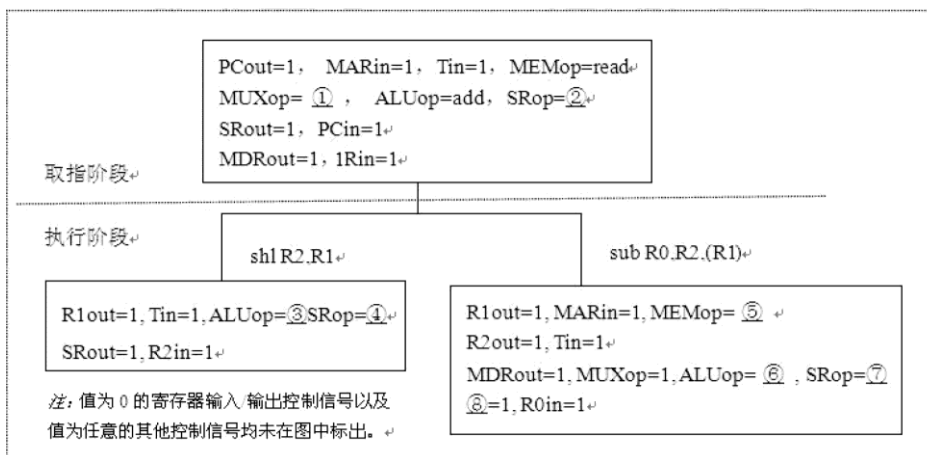 PCout=1， MARin=1，Tin=1，MEMop=read↵
MUXop= ① ， ALUop=add，SRop=②↵
SRout=1，PCin=1↵
MDRout=1，1Rin=1↵
取指阶段↵
执行阶段↵
shl R2,R1↵
sub R0,R2,(R1)↵
R1out=1, Tin=1, ALUop=③SRop=④↵
SRout=1, R2in=1↵
R1out=1, MARin=1, MEMop= ⑤ ↵
R2out=1, Tin=1↵
MDRout=1, MUXop=1, ALUop= ⑥ , SRop=⑦
⑧=1, R0in=1↵
注：值为 0 的寄存器输入/输出控制信号以及
值为任意的其他控制信号均未在图中标出。↵